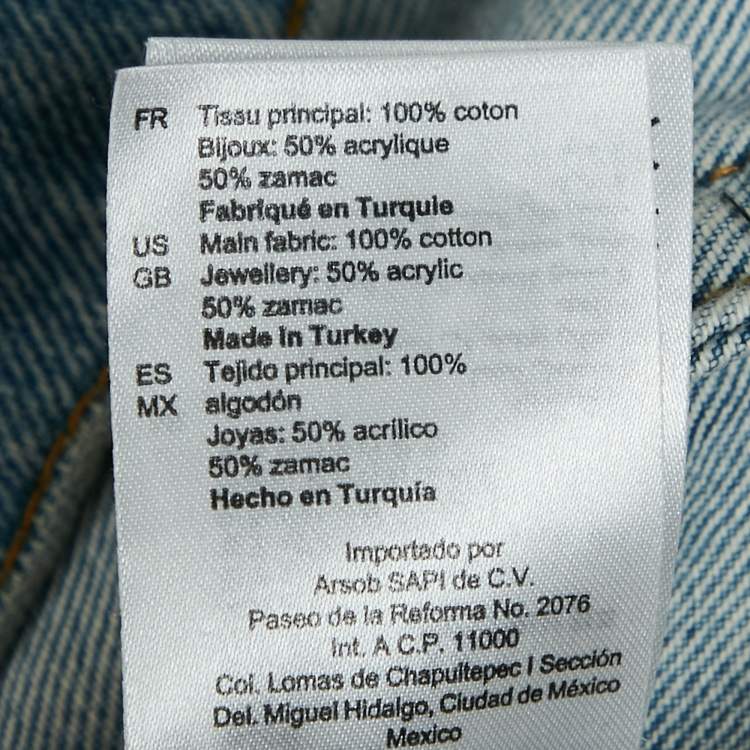 FR Tissu principal: 100% coton
Bijoux: 50% acrylique
50% zamac
Fabriqué en Turquie
US Main fabric: 100% cotton
GB Jewellery: 50% acrylic
50% zamac
Made in Turkey
ES Tejido principal: 100%
MX algodón
Joyas: 50% acrílico
50% zamac
Hecho en Turquía
Importado por
Arsob SAPI de C.V.
Paseo de la Reforma No. 2076
Int. A C.P. 11000
Col. Lomas de Chapultepec I Sección
Del. Miguel Hidalgo, Ciudad de México
Mexico